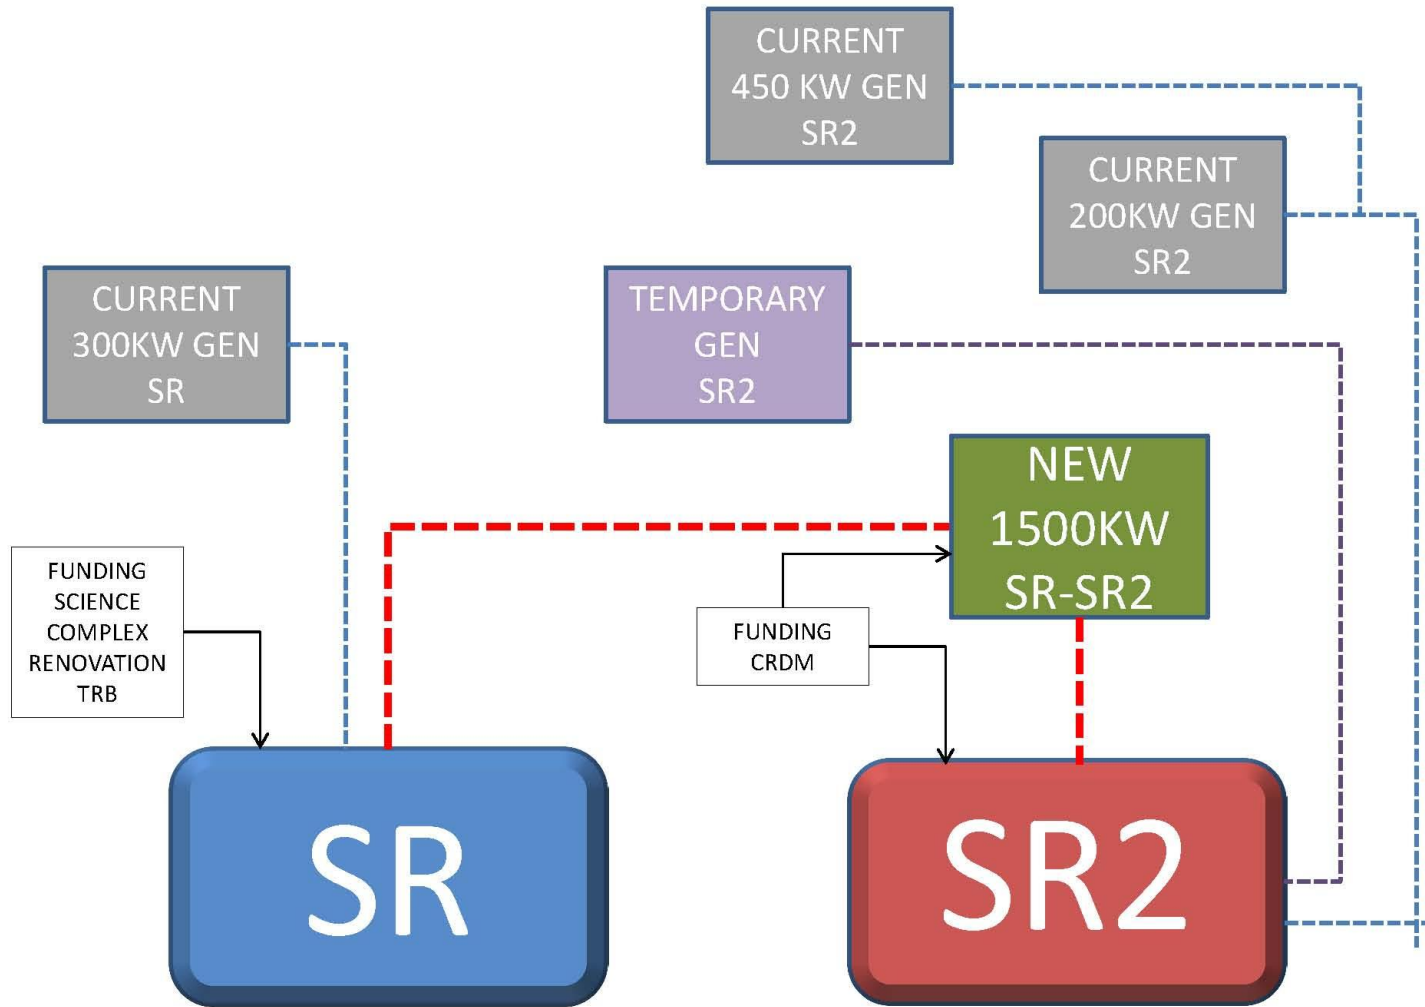 CURRENT
450 KW GEN
SR2
CURRENT
200KW GEN
SR2
CURRENT
300KW GEN
SR
TEMPORARY
GEN
SR2
NEW
1500KW
SR-SR2
FUNDING
SCIENCE
COMPLEX
RENOVATION
TRB
FUNDING
CRDM
SR
SR2